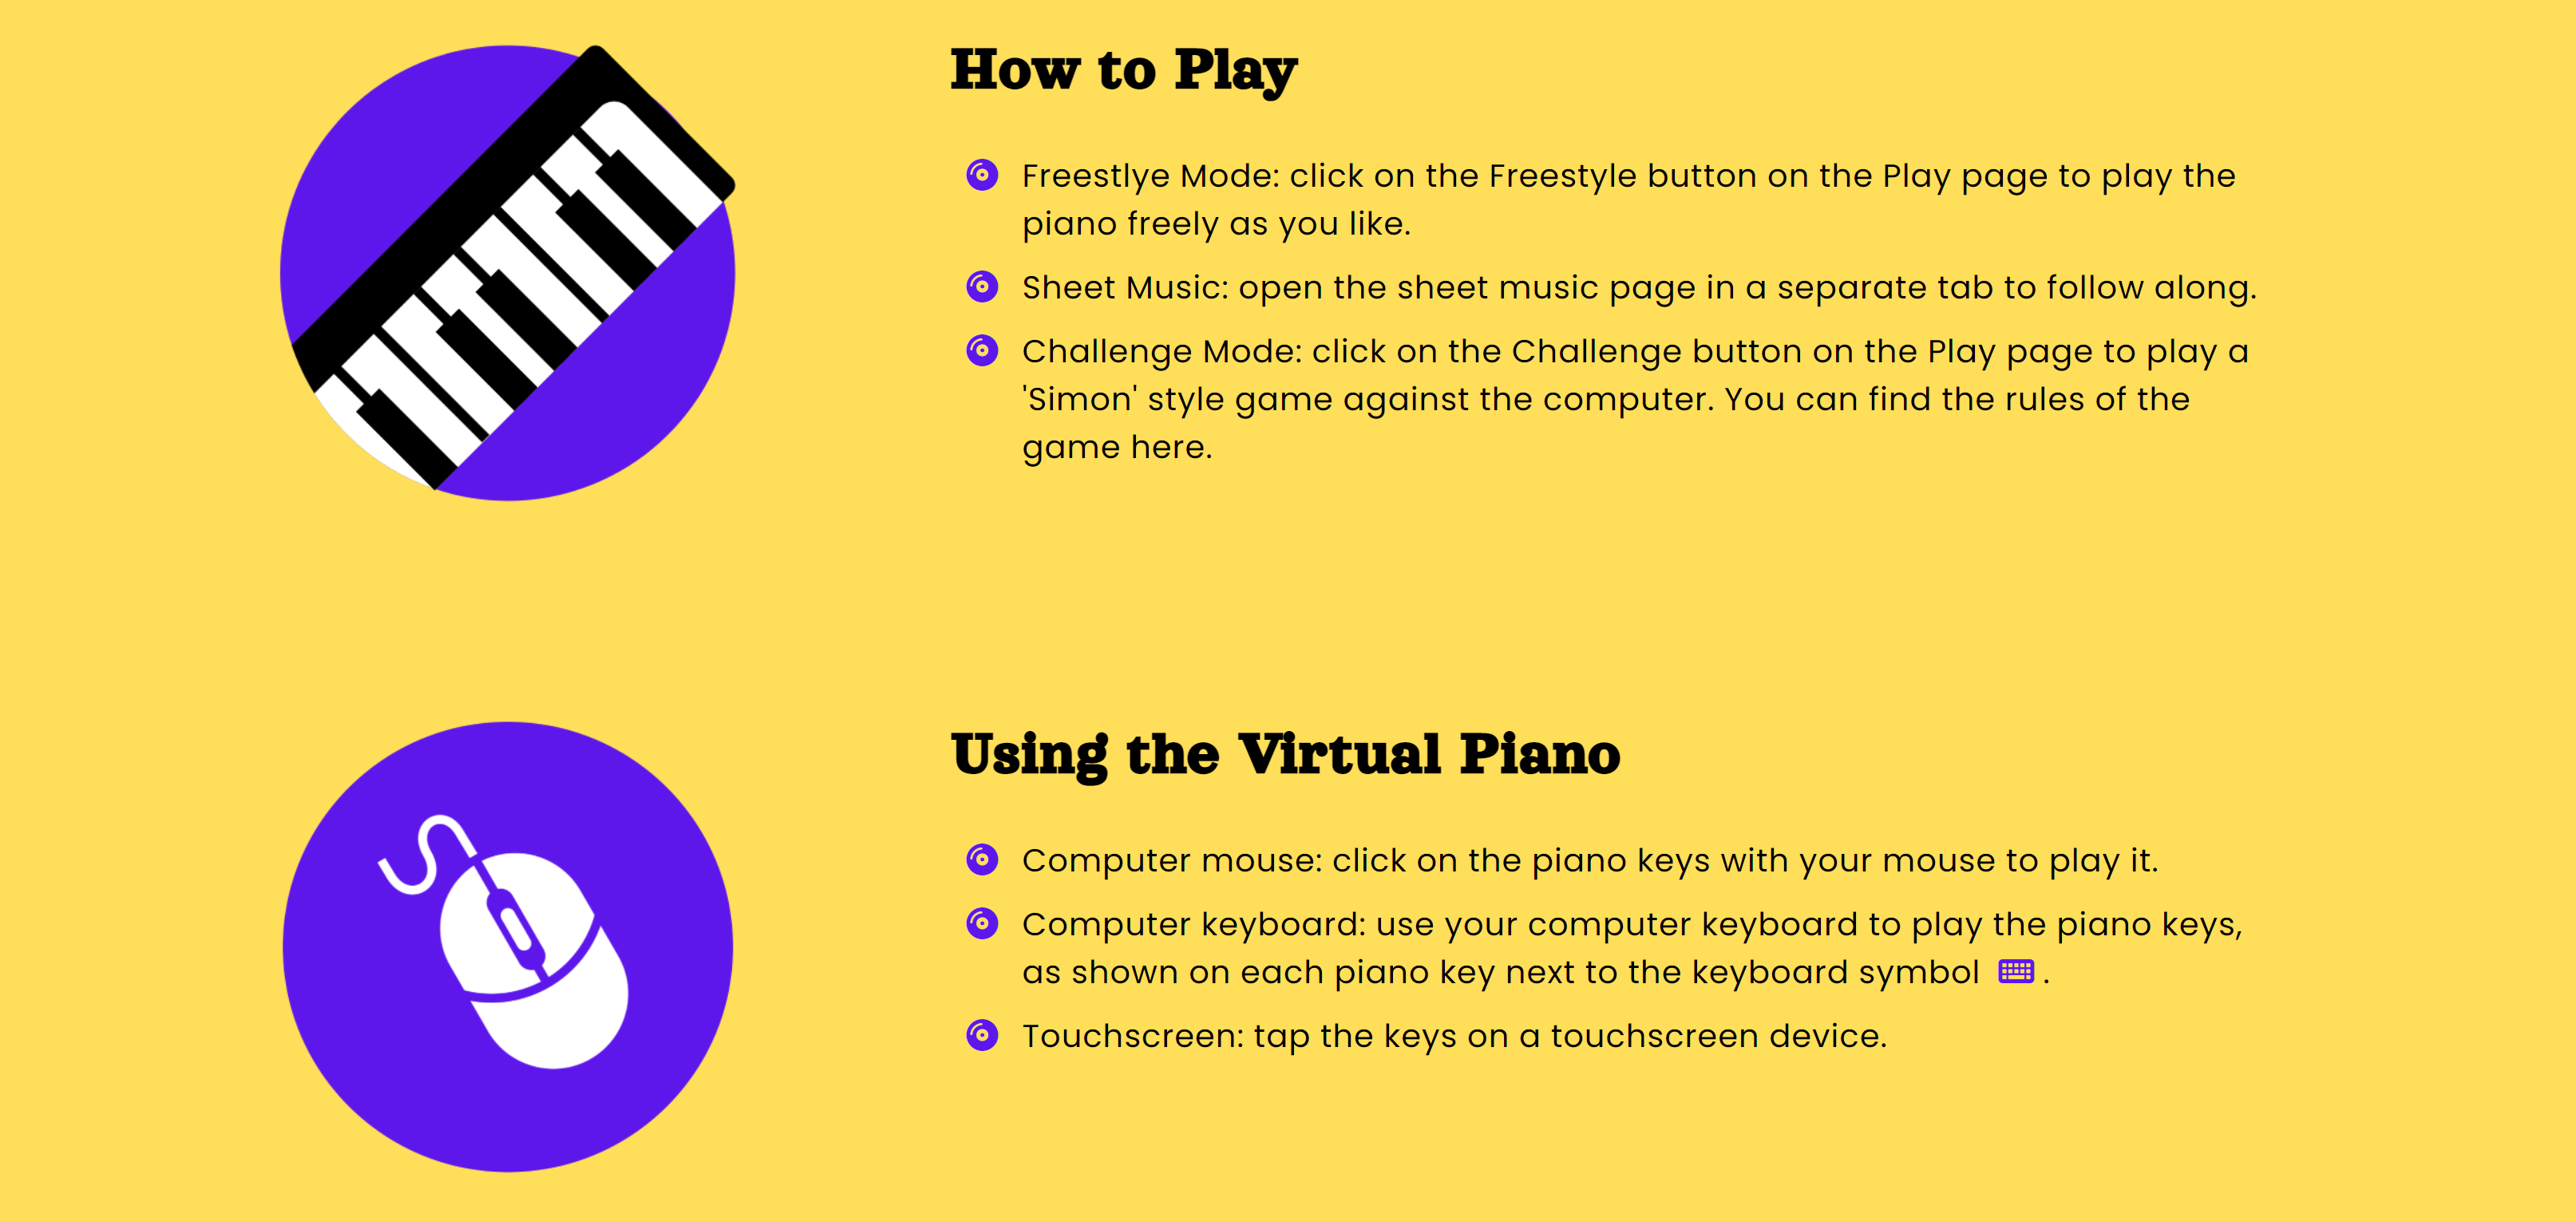 How to Play
Freestlye Mode: click on the Freestyle button on the Play page to play the
piano freely as you like.
Sheet Music: open the sheet music page in a separate tab to follow along.
Challenge Mode: click on the Challenge button on the Play page to play a
'Simon' style game against the computer. You can find the rules of the
game here.
Using the Virtual Piano
Computer mouse: click on the piano keys with your mouse to play it.
Computer keyboard: use your computer keyboard to play the piano keys,
as shown on each piano key next to the keyboard symbol .
Touchscreen: tap the keys on a touchscreen device.